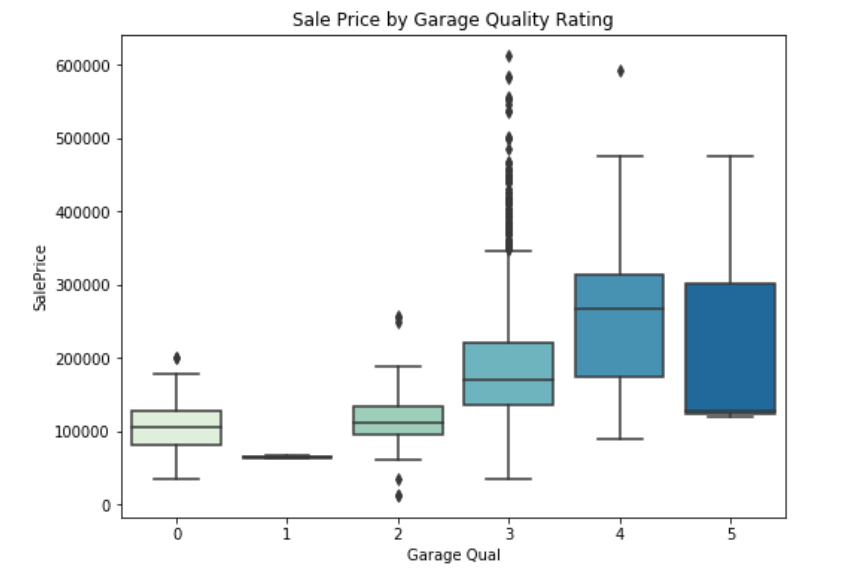 Sale Price by Garage Quality Rating
600000
500000
400000
300000
200000
100000
0
SalePrice
0 1 2 3 4 5
Garage Qual